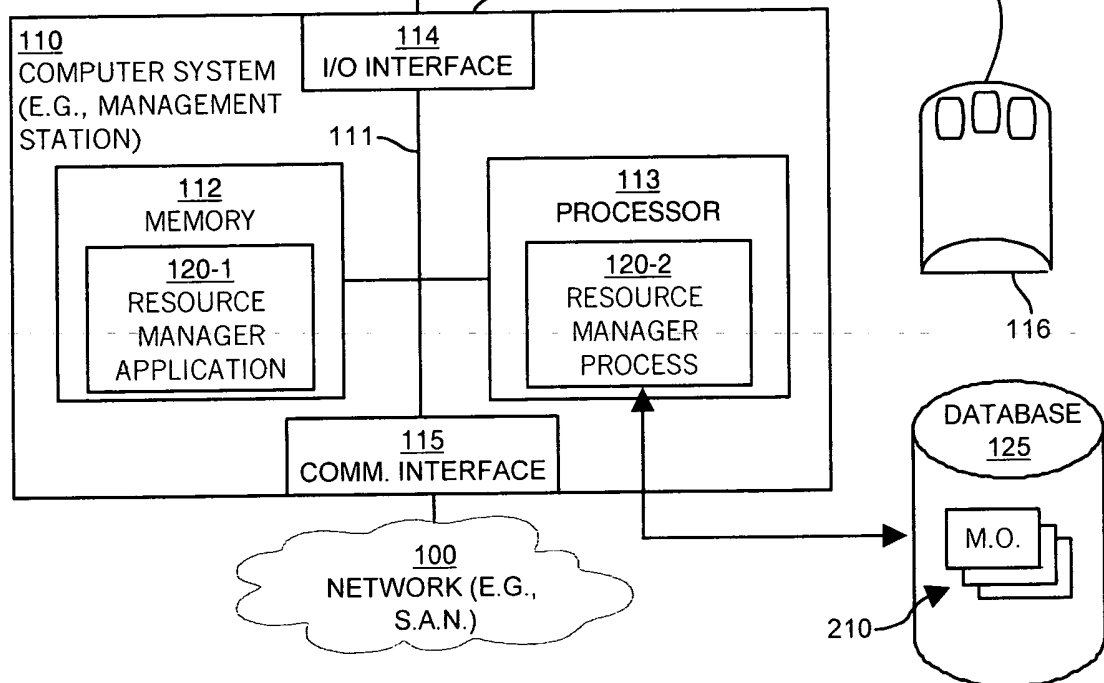 110
COMPUTER SYSTEM
(E.G., MANAGEMENT
STATION)
114
I/O INTERFACE
111
112
MEMORY
120-1
RESOURCE
MANAGER
APPLICATION
113
PROCESSOR
120-2
RESOURCE
MANAGER
PROCESS
115
COMM. INTERFACE
100
NETWORK (E.G.,
S.A.N.)
116
DATABASE
125
M.O.
210